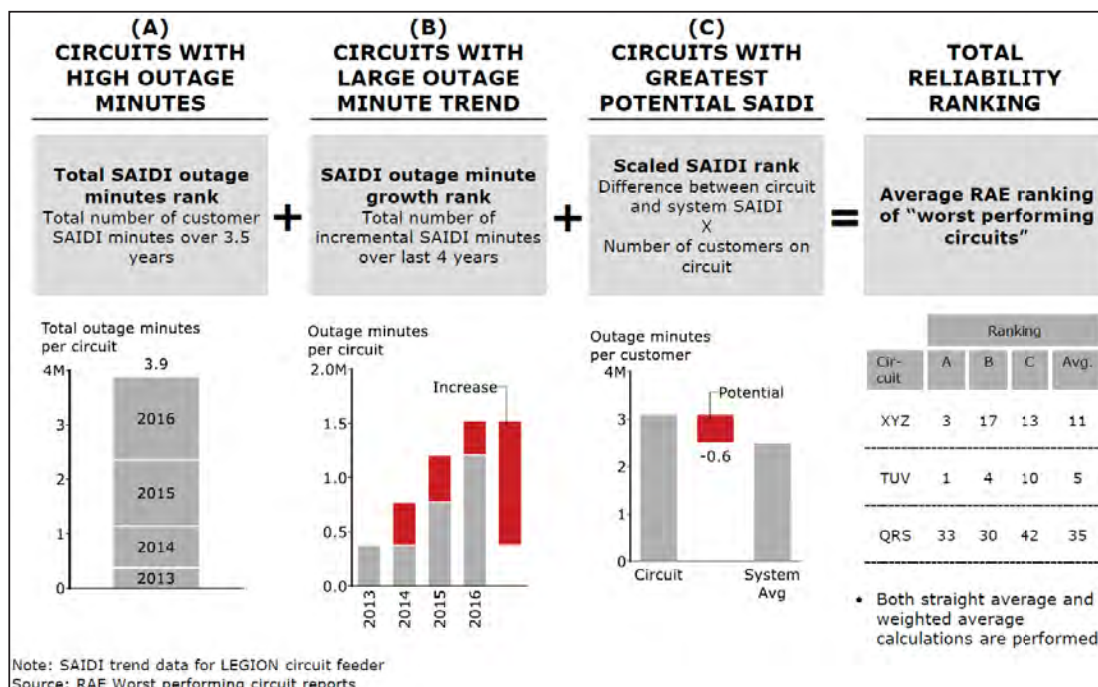 (A)
CIRCUITS WITH
HIGH OUTAGE
MINUTES
Total SAIDI outage
minutes rank
Total number of customer
SAIDI minutes over 3.5
years
+
(B)
CIRCUITS WITH
LARGE OUTAGE
MINUTE TREND
SAIDI outage minute
growth rank
Total number of
incremental SAIDI minutes
over last 4 years
+
(C)
CIRCUITS WITH
GREATEST
POTENTIAL SAIDI
Scaled SAIDI rank
Difference between circuit
and system SAIDI
X
Number of customers on
circuit
=
TOTAL
RELIABILITY
RANKING
Average RAE ranking
of “worst performing
circuits”
Total outage minutes
per circuit
3.9
4M
3
2
1
0
2016
2015
2014
2013
Outage minutes
per circuit
2.0M
1.5
1.0
0.5
0.0
Increase
2013
2014
2015
2016
Outage minutes
per customer
4M
3
2
1
0
Potential
-0.6
Circuit
System
Avg
Ranking
Cir-
cuit
A B C Avg.
XYZ 3 17 13 11
TUV 1 4 10 5
QRS 33 30 42 35
• Both straight average and
weighted average
calculations are performed
Note: SAIDI trend data for LEGION circuit feeder
Source: RAE Worst performing circuit reports